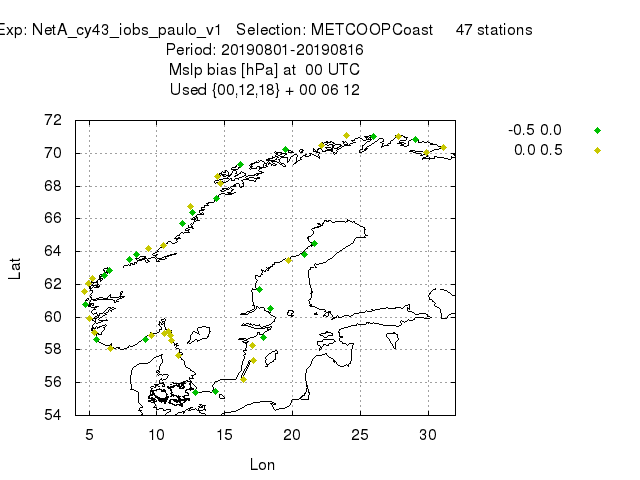 Exp: NetA_cy43_iobs_paulo_v1 Selection: METCOOPCoast 47 stations
Period: 20190801-20190816
Mslp bias [hPa] at 00 UTC
Used {00,12,18} + 00 06 12
-0.5 0.0
0.0 0.5
72
70
68
66
64
62
60
58
56
54
Lat
5 10 15 20 25 30
Lon